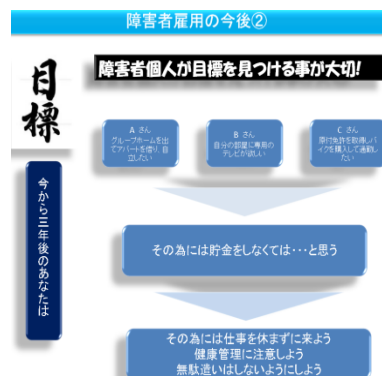 障害者雇用の今後②
目標
障害者個人が目標を見つける事が大切!
A さん
グループホームを出
てアパートを借り、自
立したい
B さん
自分の部屋に専用の
テレビが欲しい
C さん
原付免許を取得しバ
イクを購入して通勤し
たい
今から三年後のあなたは
その為には貯金をしなくては・・・と思う
その為には仕事を休まずに来よう
健康管理に注意しよう
無駄遣いはしないようにしよう